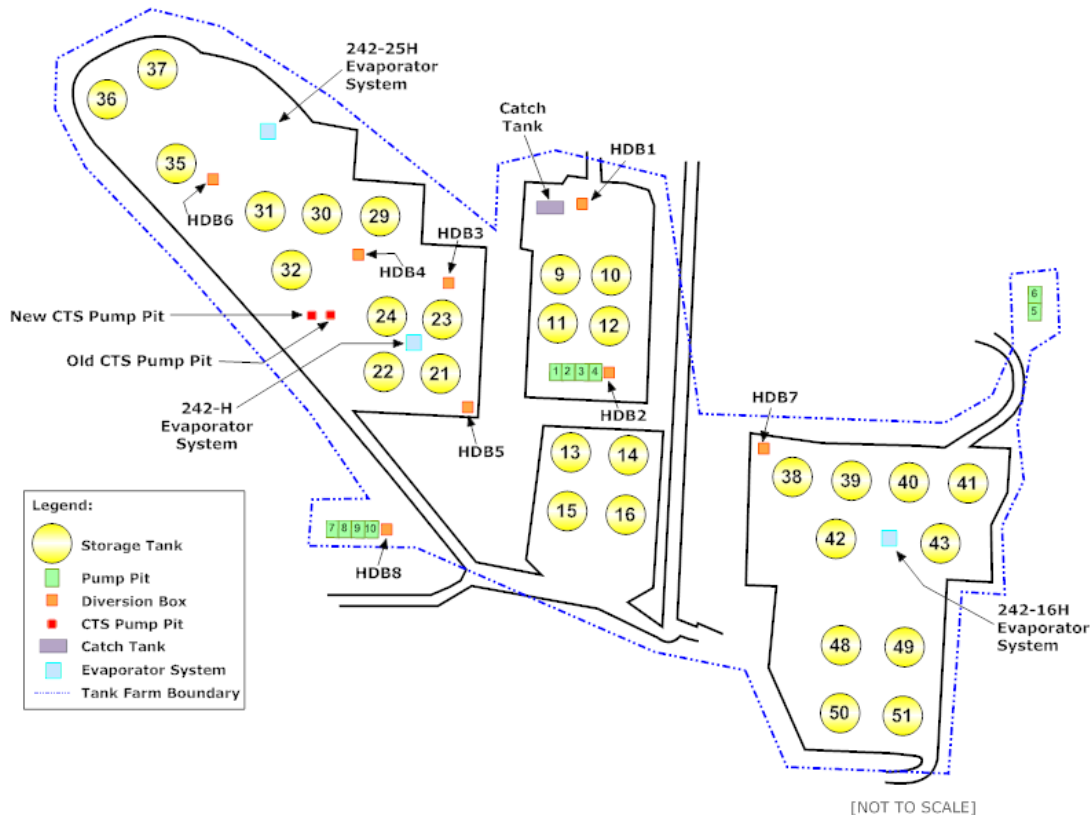 242-25H
Evaporator
System
37
36
Catch
Tank
HDB1
35
HDB6
31
30
29
HDB3
32
HDB4
9
10
6
5
New CTS Pump Pit
24
23
11
12
Old CTS Pump Pit
22
21
1 2 3 4
242-H
Evaporator
System
HDB2
HDB7
HDB5
13
14
38
39
40
41
15
16
42
43
Legend:
Storage Tank
Pump Pit
Diversion Box
CTS Pump Pit
Catch Tank
Evaporator System
Tank Farm Boundary
7 8 9 10
HDB8
242-16H
Evaporator
System
48
49
50
51
[NOT TO SCALE]